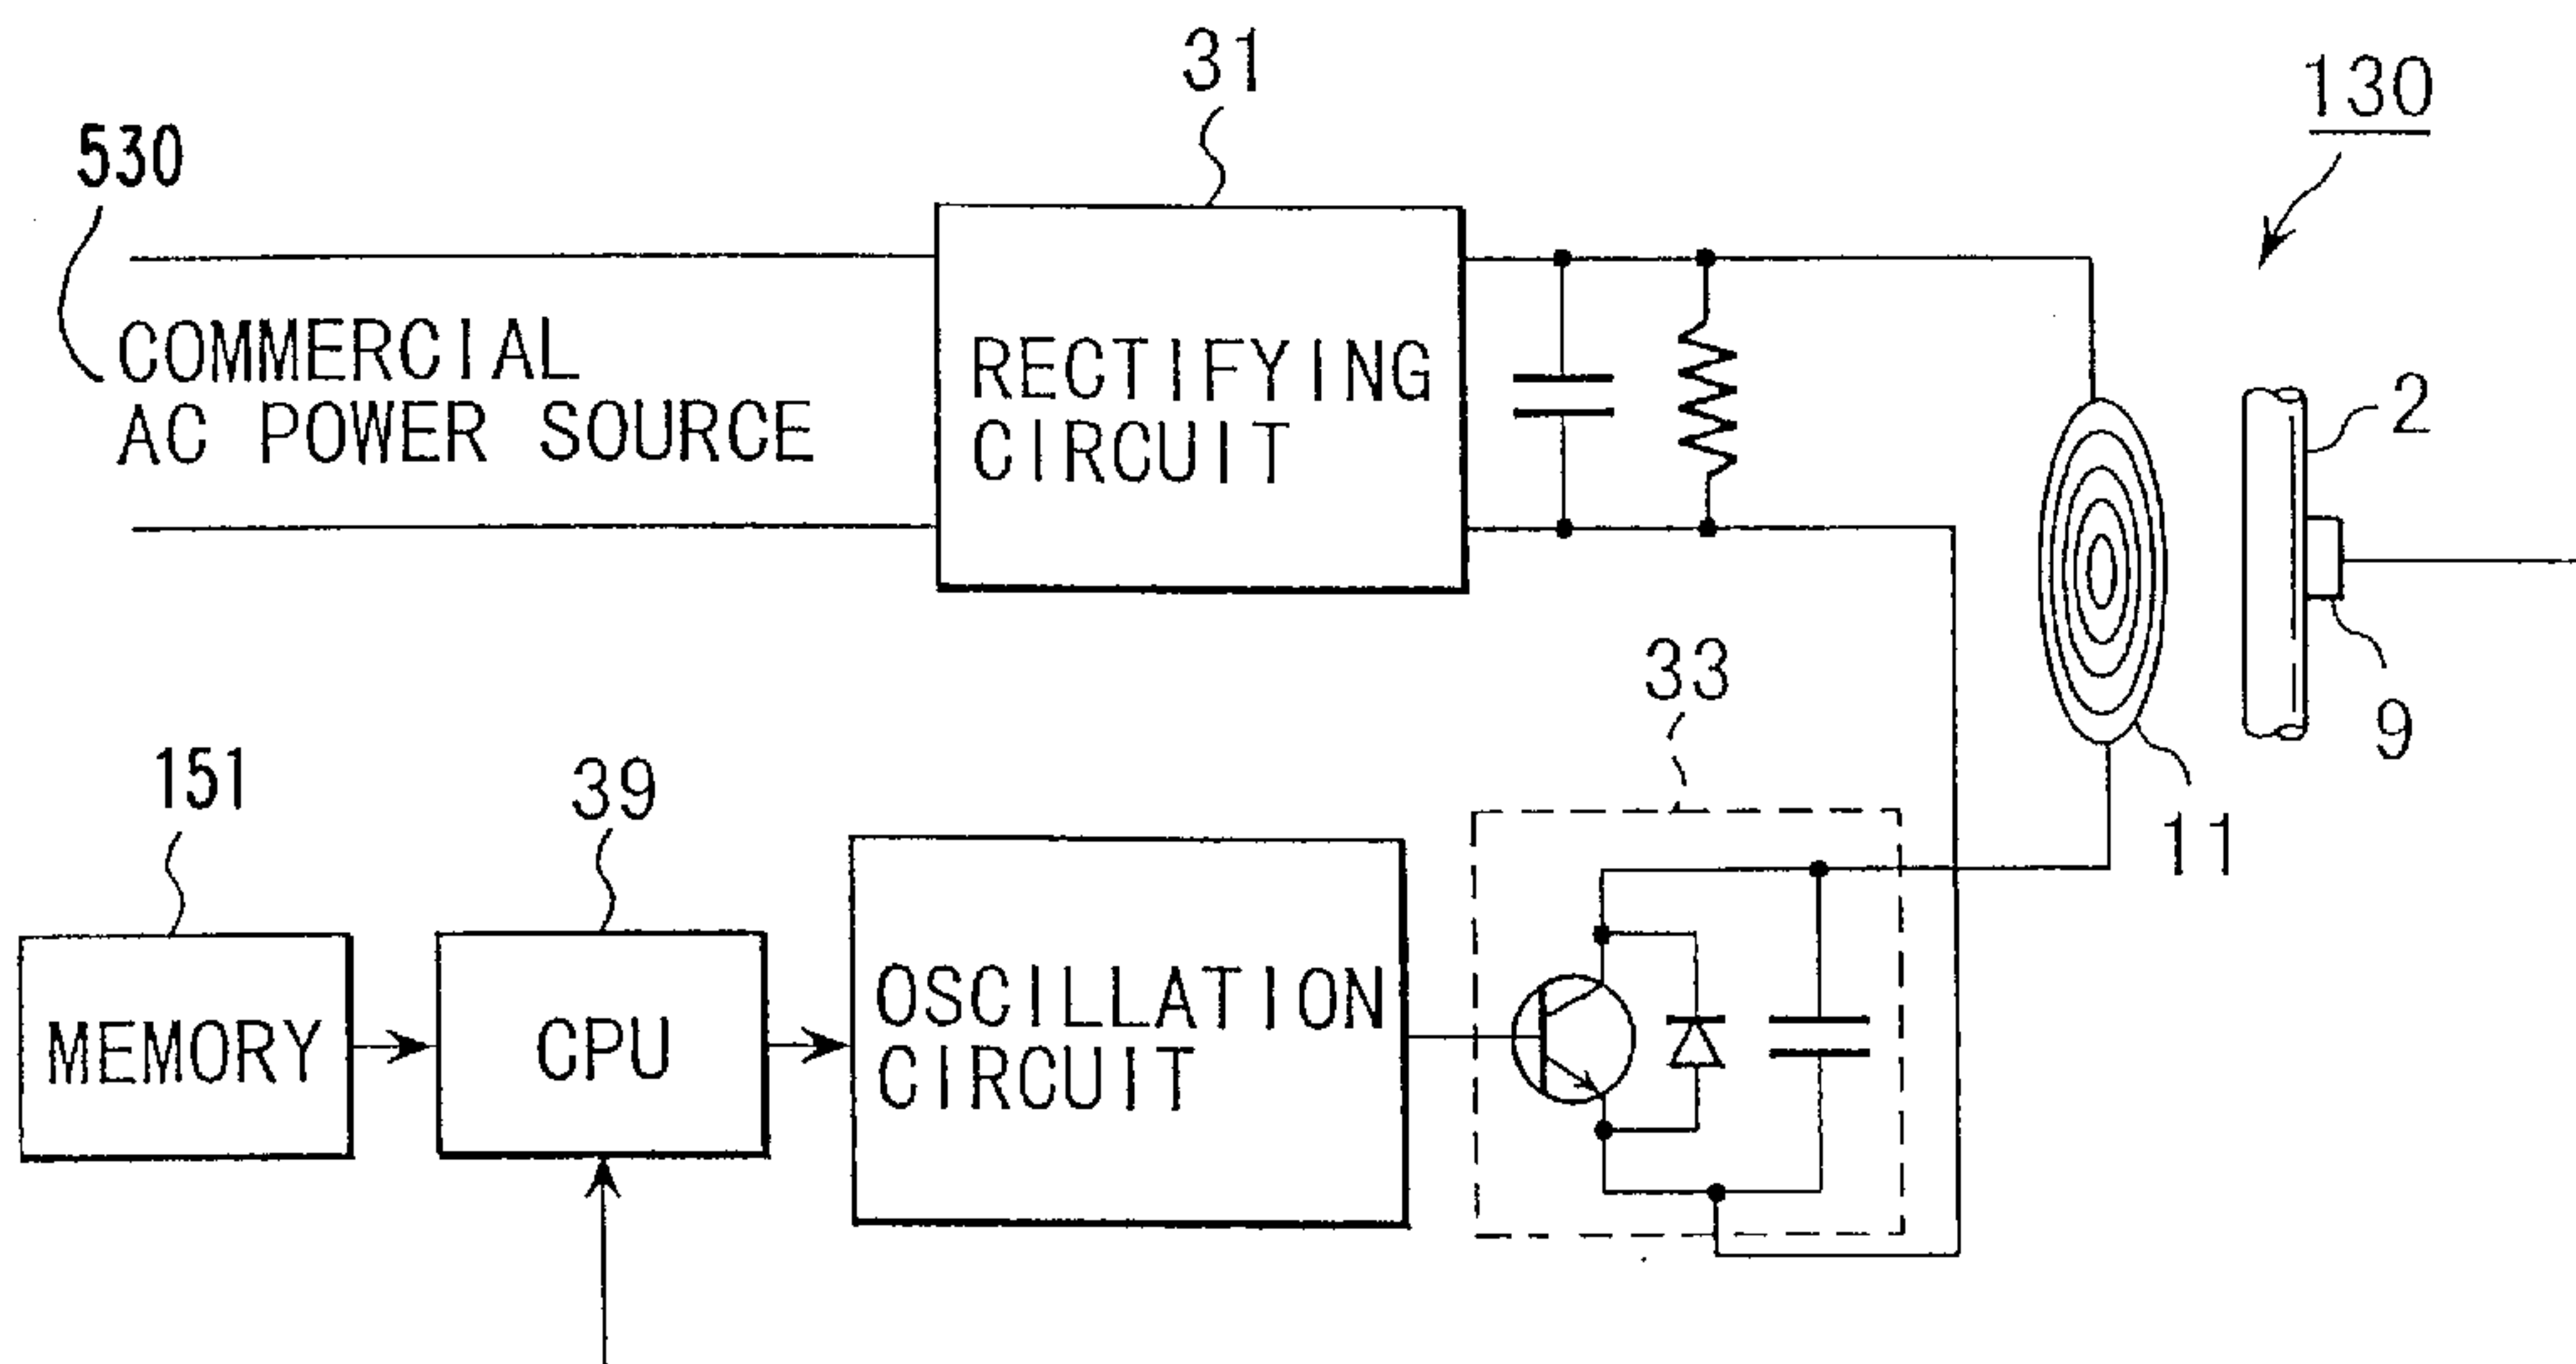 31
130
530
COMMERCIAL
AC POWER SOURCE
RECTIFYING
CIRCUIT
2
9
11
33
151
39
MEMORY
CPU
OSCILLATION
CIRCUIT